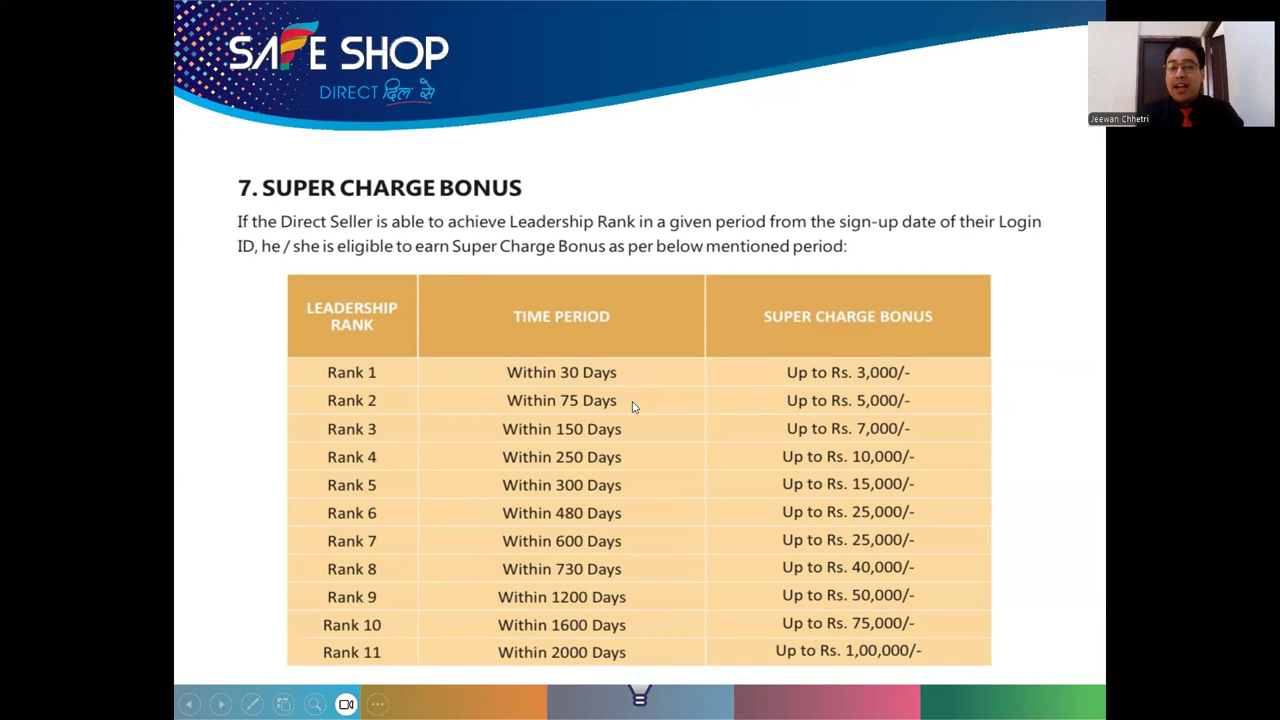 SAFE SHOP
DIRECT दिल से
Jeewan Chhetri
7. SUPER CHARGE BONUS
If the Direct Seller is able to achieve Leadership Rank in a given period from the sign-up date of their Login
ID, he / she is eligible to earn Super Charge Bonus as per below mentioned period:
LEADERSHIP
RANK
TIME PERIOD
SUPER CHARGE BONUS
Rank 1 Within 30 Days Up to Rs. 3,000/-
Rank 2 Within 75 Days Up to Rs. 5,000/-
Rank 3 Within 150 Days Up to Rs. 7,000/-
Rank 4 Within 250 Days Up to Rs. 10,000/-
Rank 5 Within 300 Days Up to Rs. 15,000/-
Rank 6 Within 480 Days Up to Rs. 25,000/-
Rank 7 Within 600 Days Up to Rs. 25,000/-
Rank 8 Within 730 Days Up to Rs. 40,000/-
Rank 9 Within 1200 Days Up to Rs. 50,000/-
Rank 10 Within 1600 Days Up to Rs. 75,000/-
Rank 11 Within 2000 Days Up to Rs. 1,00,000/-